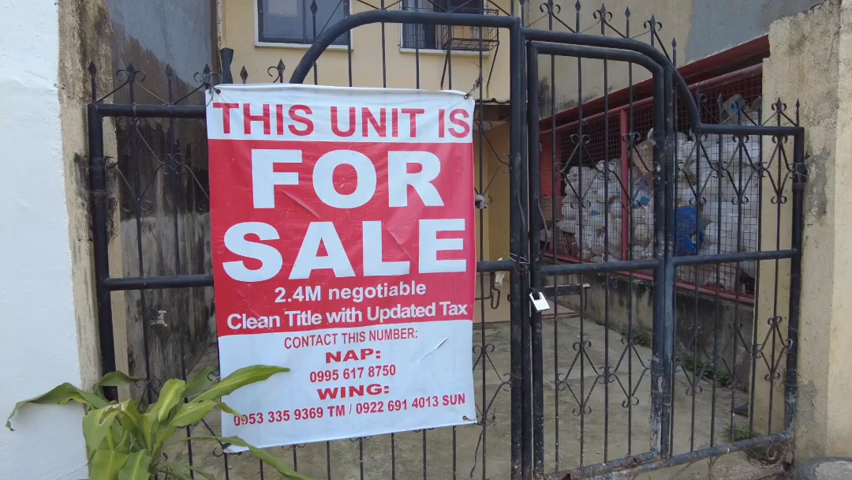 THIS UNIT IS
FOR
SALE
2.4M negotiable
Clean Title with Updated Tax
CONTACT THIS NUMBER:
NAP:
0995 617 8750
WING:
0953 335 9369 TM / 0922 691 4013 SUN